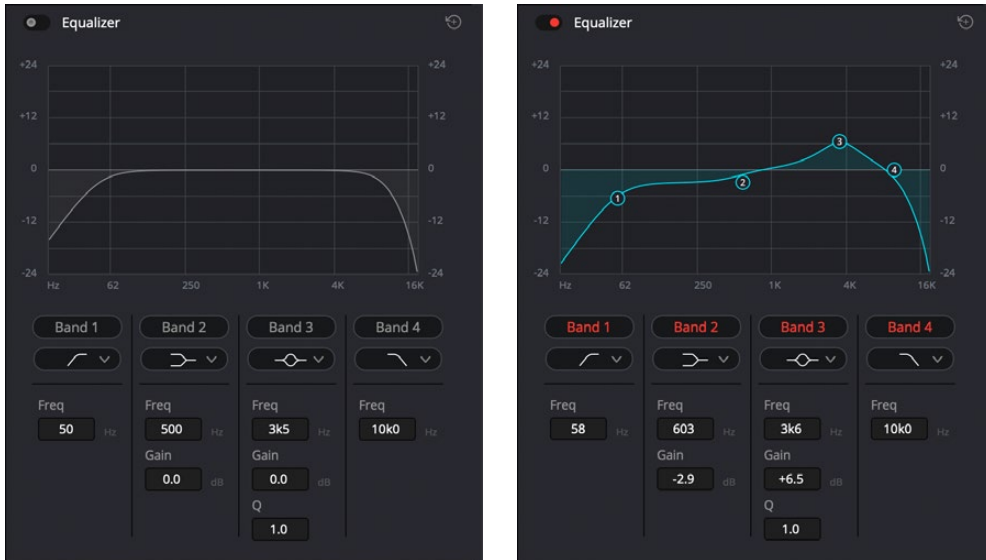 Equalizer
+24 +24
+12 +12
0 0
-12 -12
-24 -24
Hz 62 250 1K 4K 16K
Band 1 Band 2 Band 3 Band 4
Freq Freq Freq Freq
50 Hz 500 Hz 3k5 Hz 10k0 Hz
Gain Gain
0.0 dB 0.0 dB
Q
1.0
Equalizer
+24 +24
+12 +12
0 0
-12 -12
-24 -24
1 2 3 4
Hz 62 250 1K 4K 16K
Band 1 Band 2 Band 3 Band 4
Freq Freq Freq Freq
58 Hz 603 Hz 3k6 Hz 10k0 Hz
Gain Gain
-2.9 dB +6.5 dB
Q
1.0